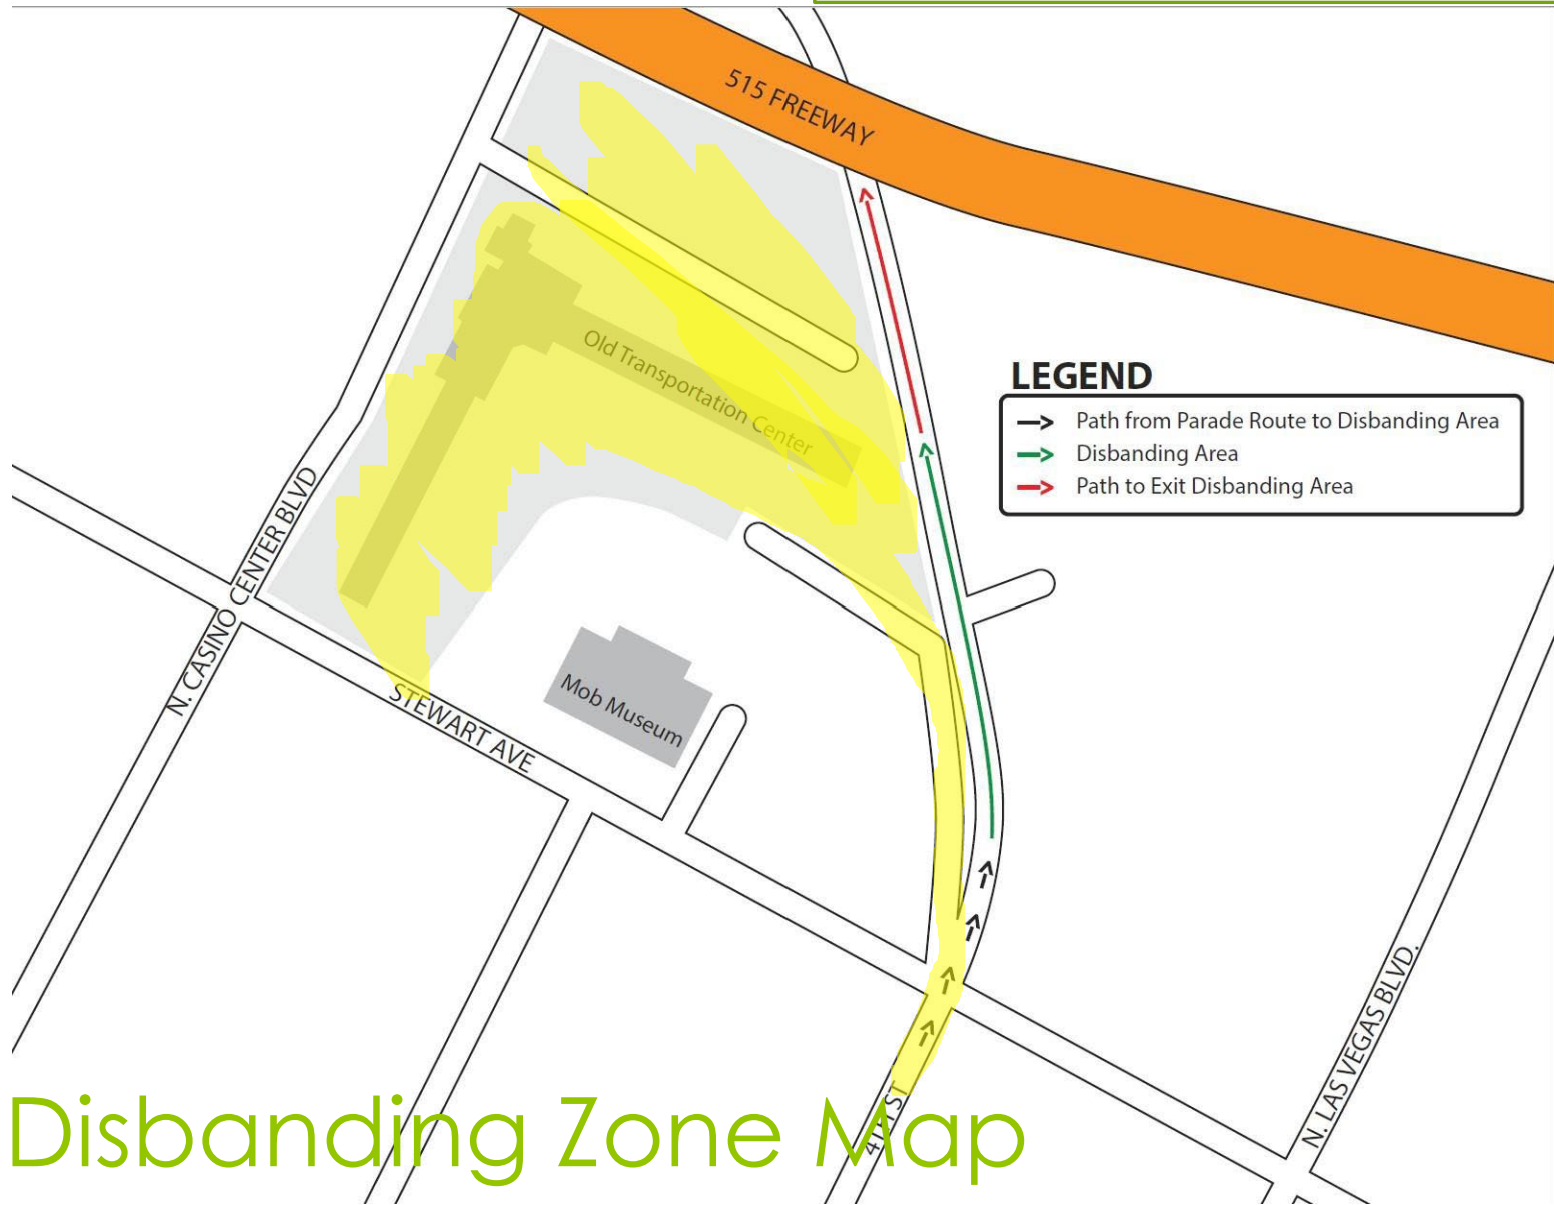 515 FREEWAY
Old Transportation Center
LEGEND
Path from Parade Route to Disbanding Area
Disbanding Area
Path to Exit Disbanding Area
N. CASINO CENTER BLVD
STEWART AVE
Mob Museum
N. LAS VEGAS BLVD.
4TH ST
Disbanding Zone Map